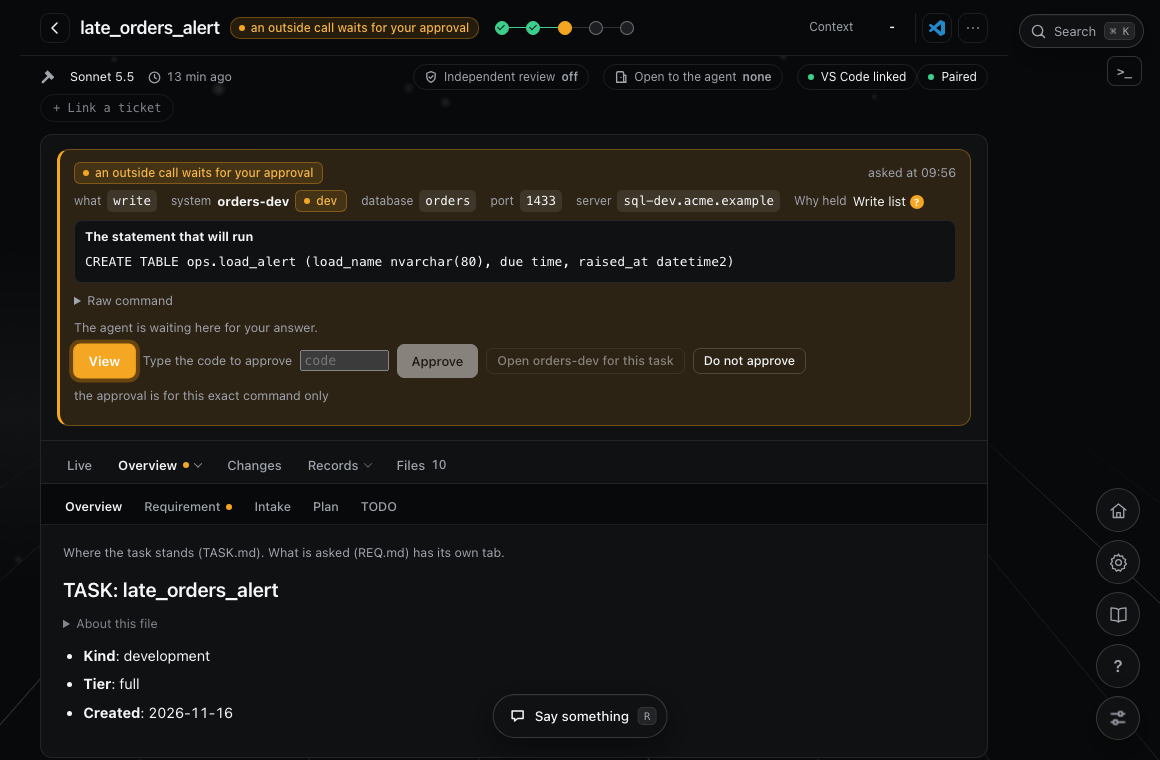 late_orders_alert
an outside call waits for your approval
Context -
Search ⌘ K
Sonnet 5.5 13 min ago
Independent review off
Open to the agent none
VS Code linked
Paired
>_
+ Link a ticket
an outside call waits for your approval
asked at 09:56
what write system orders-dev dev database orders port 1433 server sql-dev.acme.example Why held Write list ?
The statement that will run
CREATE TABLE ops.load_alert (load_name nvarchar(80), due time, raised_at datetime2)
Raw command
The agent is waiting here for your answer.
View Type the code to approve code Approve Open orders-dev for this task Do not approve
the approval is for this exact command only
Live Overview Changes Records Files 10
Overview Requirement Intake Plan TODO
Where the task stands (TASK.md). What is asked (REQ.md) has its own tab.
TASK: late_orders_alert
About this file
• Kind: development
• Tier: full
• Created: 2026-11-16
Say something R
?